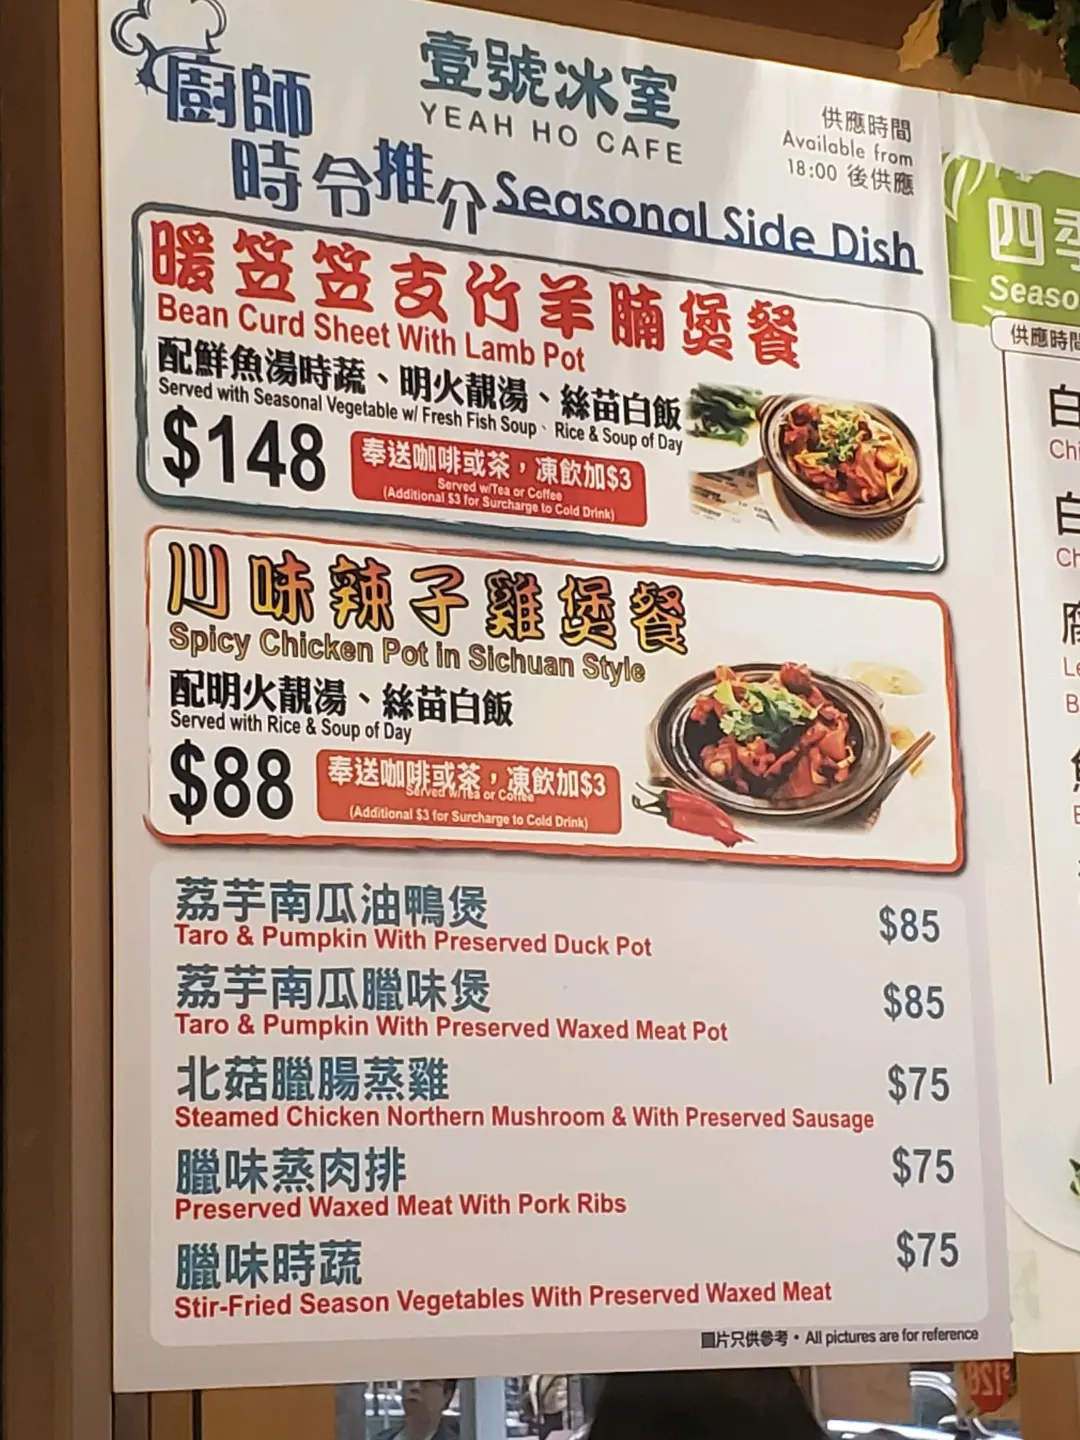 壹號冰室
YEAH HO CAFE
供應時間
Available from
18:00 後供應
廚師
時令推介 Seasonal Side Dish
暖笠笠支竹羊腩煲餐
Bean Curd Sheet With Lamb Pot
配鮮魚湯時蔬、明火靚湯、絲苗白飯
Served with Seasonal Vegetable w/ Fresh Fish Soup、Rice & Soup of Day
$148
奉送咖啡或茶，凍飲加$3
Served w/Tea or Coffee
(Additional $3 for Surcharge to Cold Drink)
川味辣子雞煲餐
Spicy Chicken Pot in Sichuan Style
配明火靚湯、絲苗白飯
Served with Rice & Soup of Day
$88
奉送咖啡或茶，凍飲加$3
Served w/Tea or Coffee
(Additional $3 for Surcharge to Cold Drink)
荔芋南瓜油鴨煲 $85
Taro & Pumpkin With Preserved Duck Pot
荔芋南瓜臘味煲 $85
Taro & Pumpkin With Preserved Waxed Meat Pot
北菇臘腸蒸雞 $75
Steamed Chicken Northern Mushroom & With Preserved Sausage
臘味蒸肉排 $75
Preserved Waxed Meat With Pork Ribs
臘味時蔬 $75
Stir-Fried Season Vegetables With Preserved Waxed Meat
圖片只供參考・All pictures are for reference
四季
Seaso
供應時間
白
Chi
白
Ch
腐
Le
B
$128